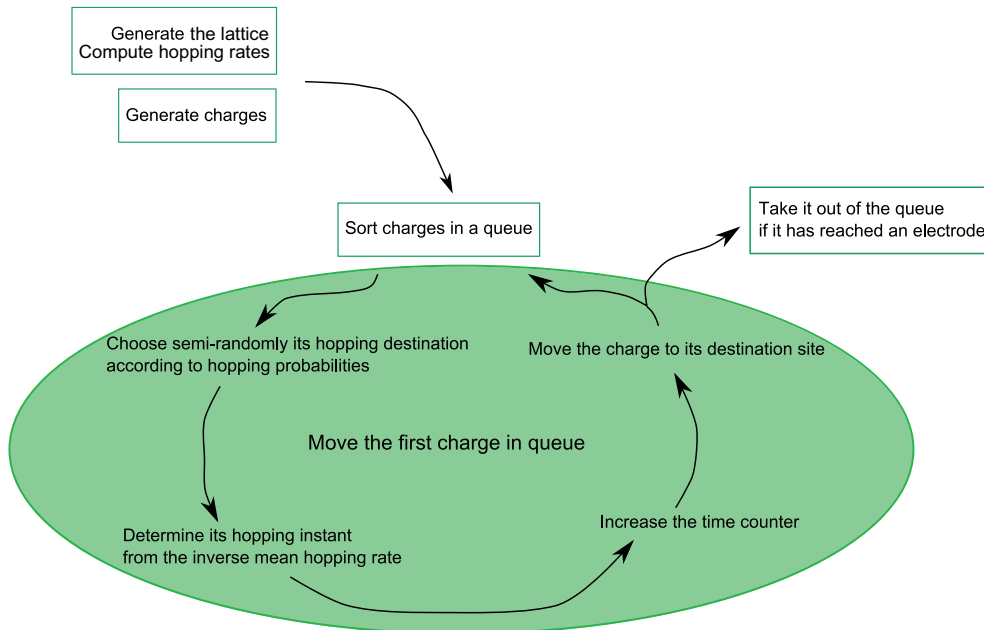 Generate the lattice
Compute hopping rates
Generate charges
Sort charges in a queue
Take it out of the queue
if it has reached an electrode
Choose semi-randomly its hopping destination
according to hopping probabilities
Move the charge to its destination site
Move the first charge in queue
Determine its hopping instant
from the inverse mean hopping rate
Increase the time counter